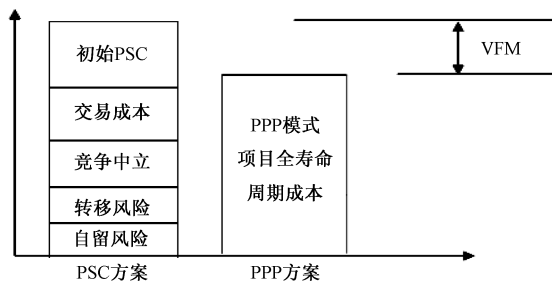 初始PSC
交易成本
竞争中立
转移风险
自留风险
PSC方案
PPP模式
项目全寿命
周期成本
PPP方案
VFM